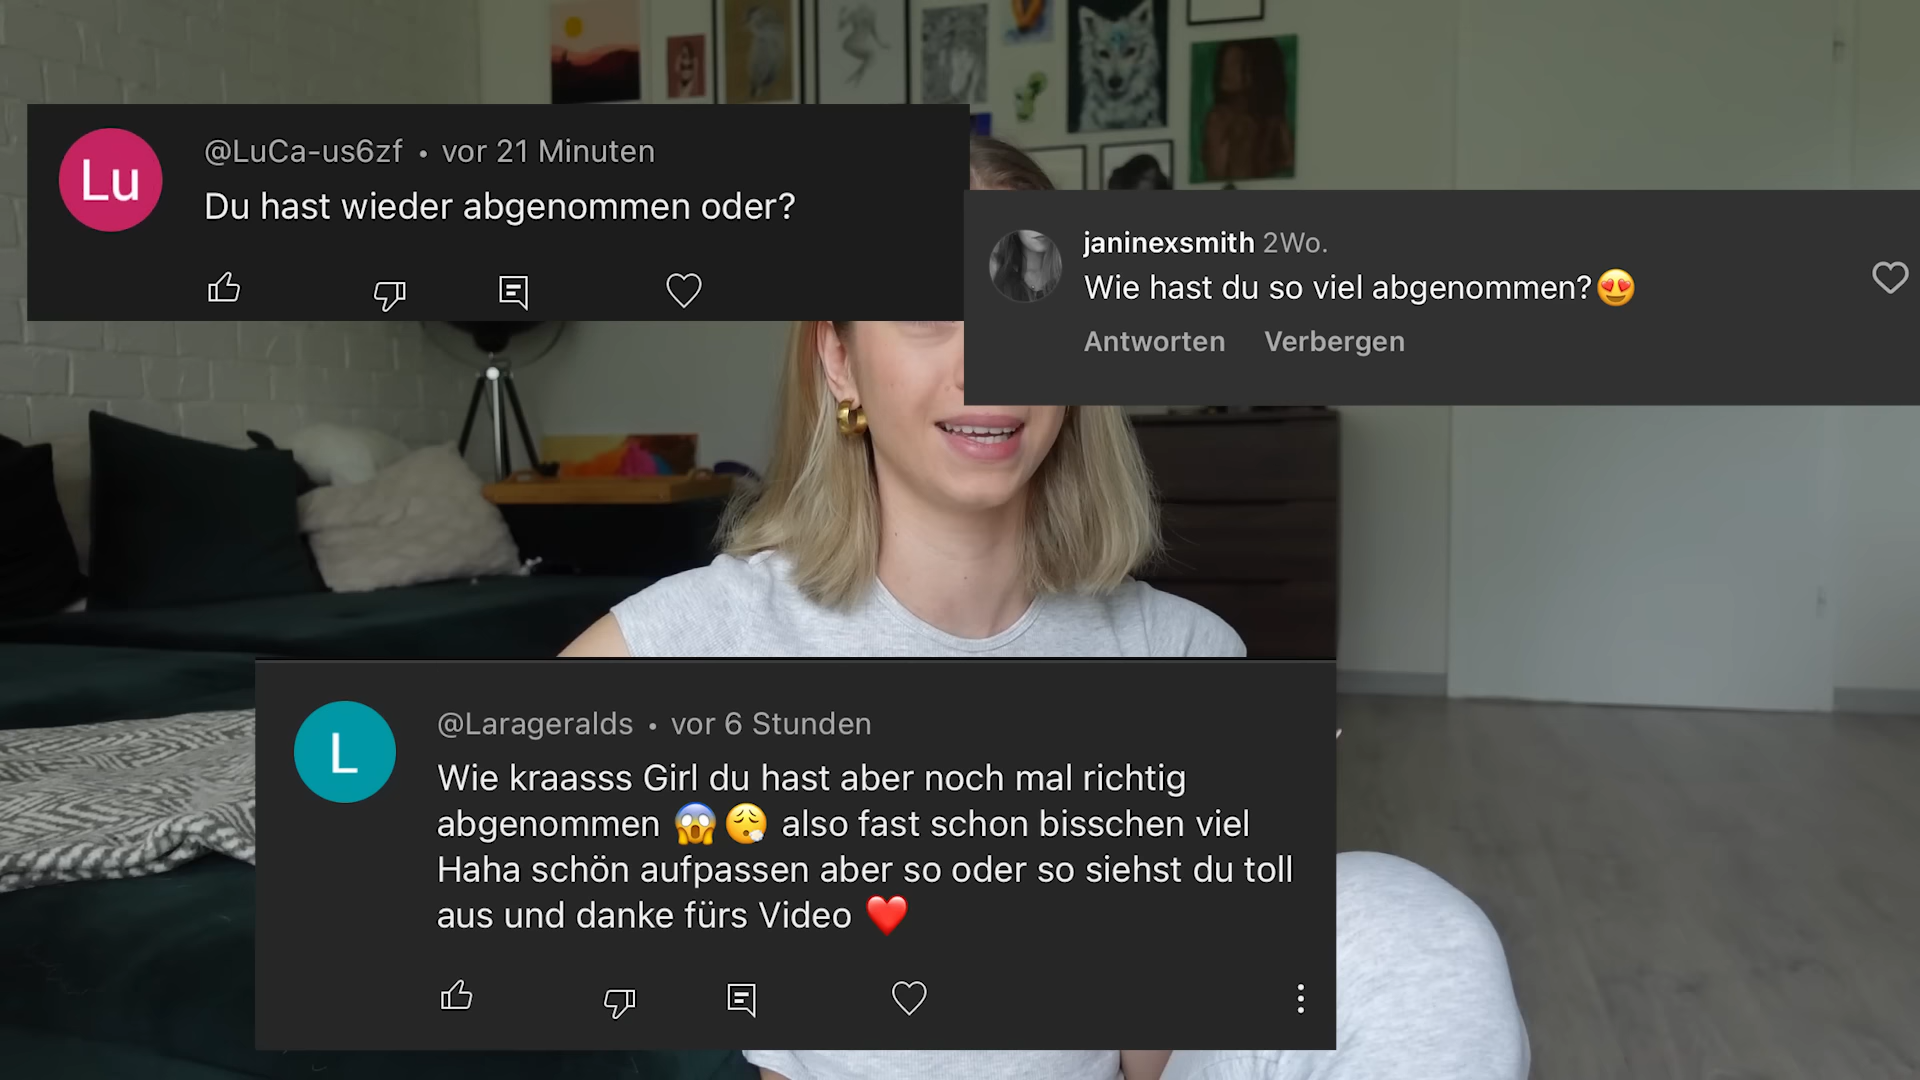 Lu
@LuCa-us6zf • vor 21 Minuten
Du hast wieder abgenommen oder?
janinexsmith 2Wo.
Wie hast du so viel abgenommen?😍
Antworten Verbergen
L
@Larageralds • vor 6 Stunden
Wie kraasss Girl du hast aber noch mal richtig
abgenommen 😱😮‍💨 also fast schon bisschen viel
Haha schön aufpassen aber so oder so siehst du toll
aus und danke fürs Video ❤️